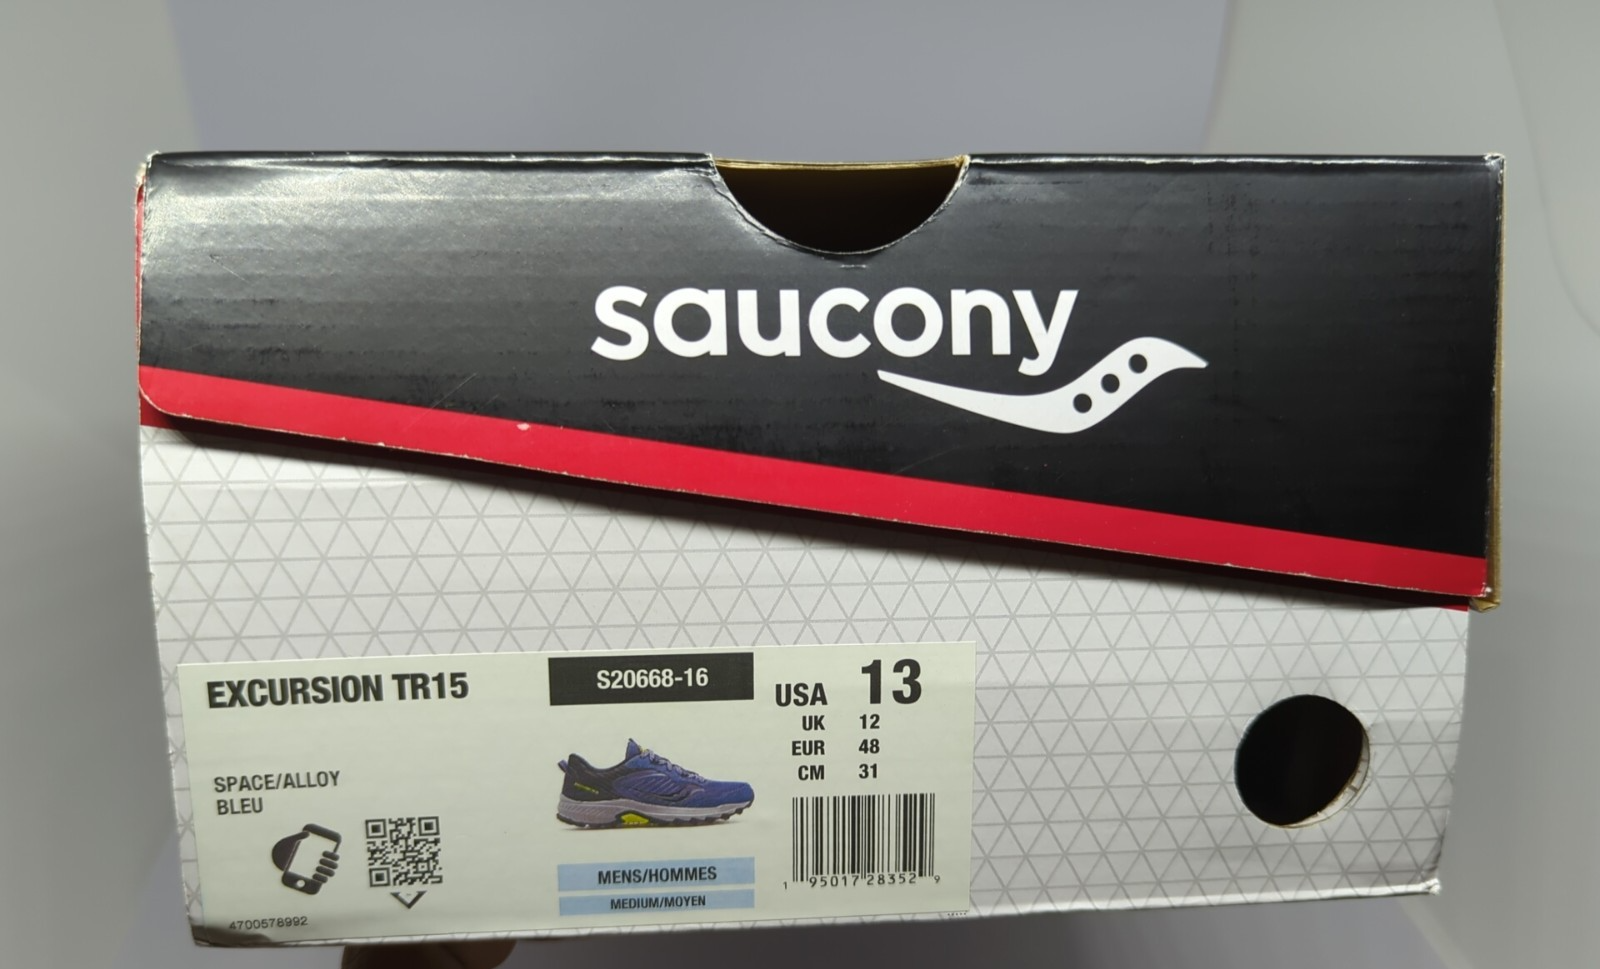 saucony
EXCURSION TR15
S20668-16
USA 13
UK 12
EUR 48
CM 31
SPACE/ALLOY
BLEU
MENS/HOMMES
MEDIUM/MOYEN
1 95017 28352 9
4700578992